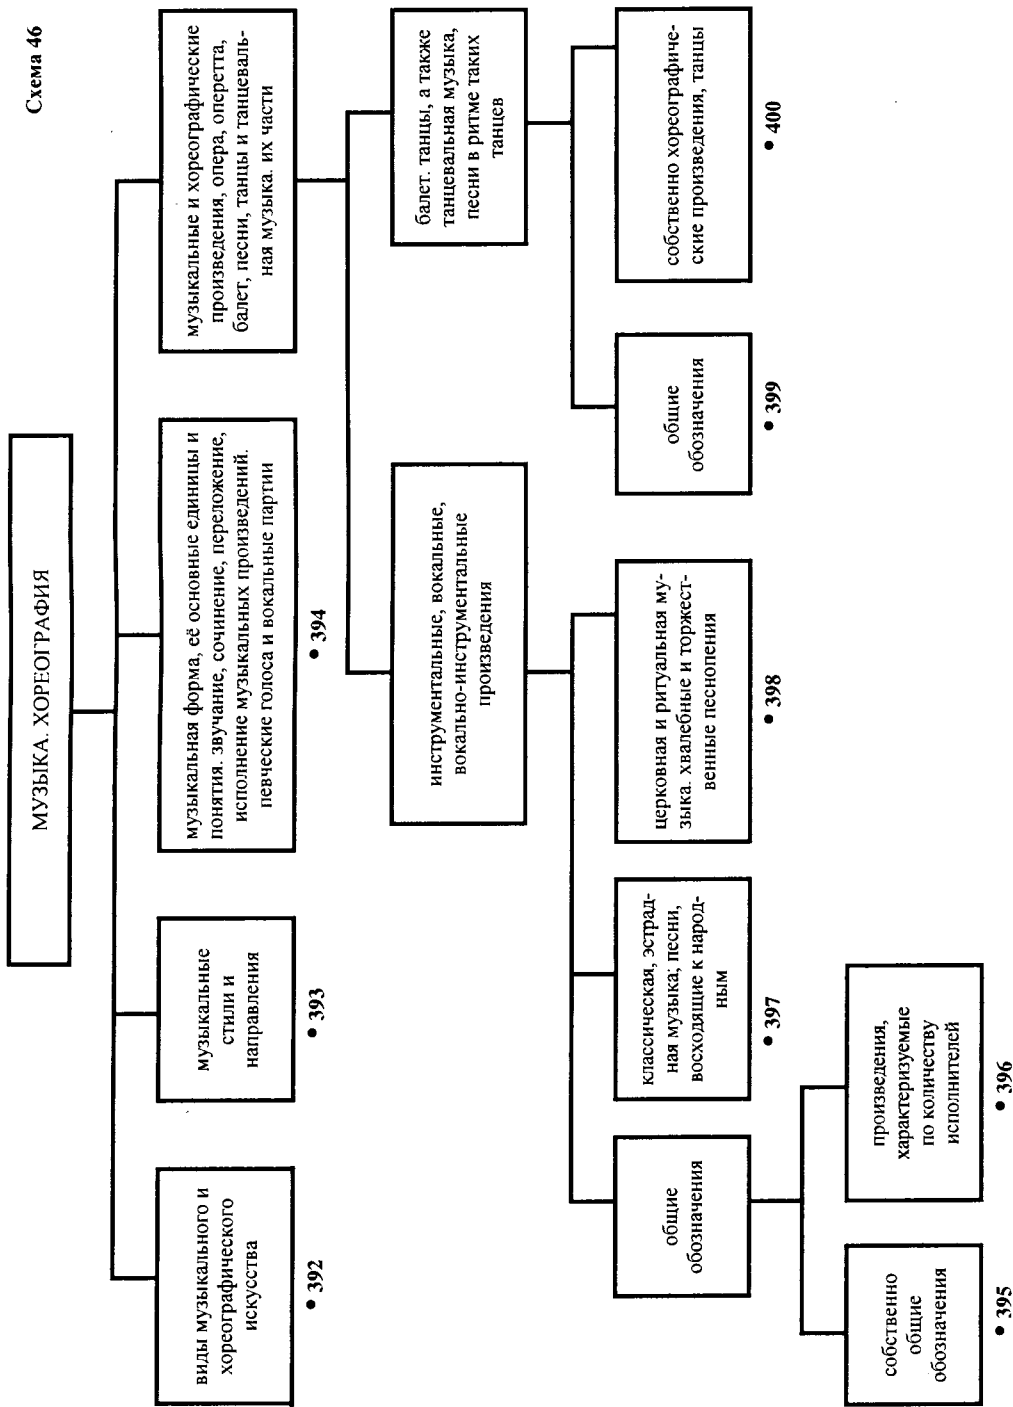 Схема 46
МУЗЫКА. ХОРЕОГРАФИЯ
виды музыкального и
хореографического
искусства
• 392
музыкальные
стили и
направления
• 393
музыкальная форма, её основные единицы и
понятия. звучание, сочинение, переложение,
исполнение музыкальных произведений.
певческие голоса и вокальные партии
• 394
музыкальные и хореографические
произведения, опера, оперетта,
балет, песни, танцы и танцеваль-
ная музыка. их части
инструментальные, вокальные,
вокально-инструментальные
произведения
балет. танцы, а также
танцевальная музыка,
песни в ритме таких
танцев
общие
обозначения
классическая, эстрад-
ная музыка; песни,
восходящие к народ-
ным
• 397
церковная и ритуальная му-
зыка. хвалебные и торжест-
венные песнопения
• 398
общие
обозначения
• 399
собственно хореографиче-
ские произведения, танцы
• 400
собственно
общие
обозначения
• 395
произведения,
характеризуемые
по количеству
исполнителей
• 396